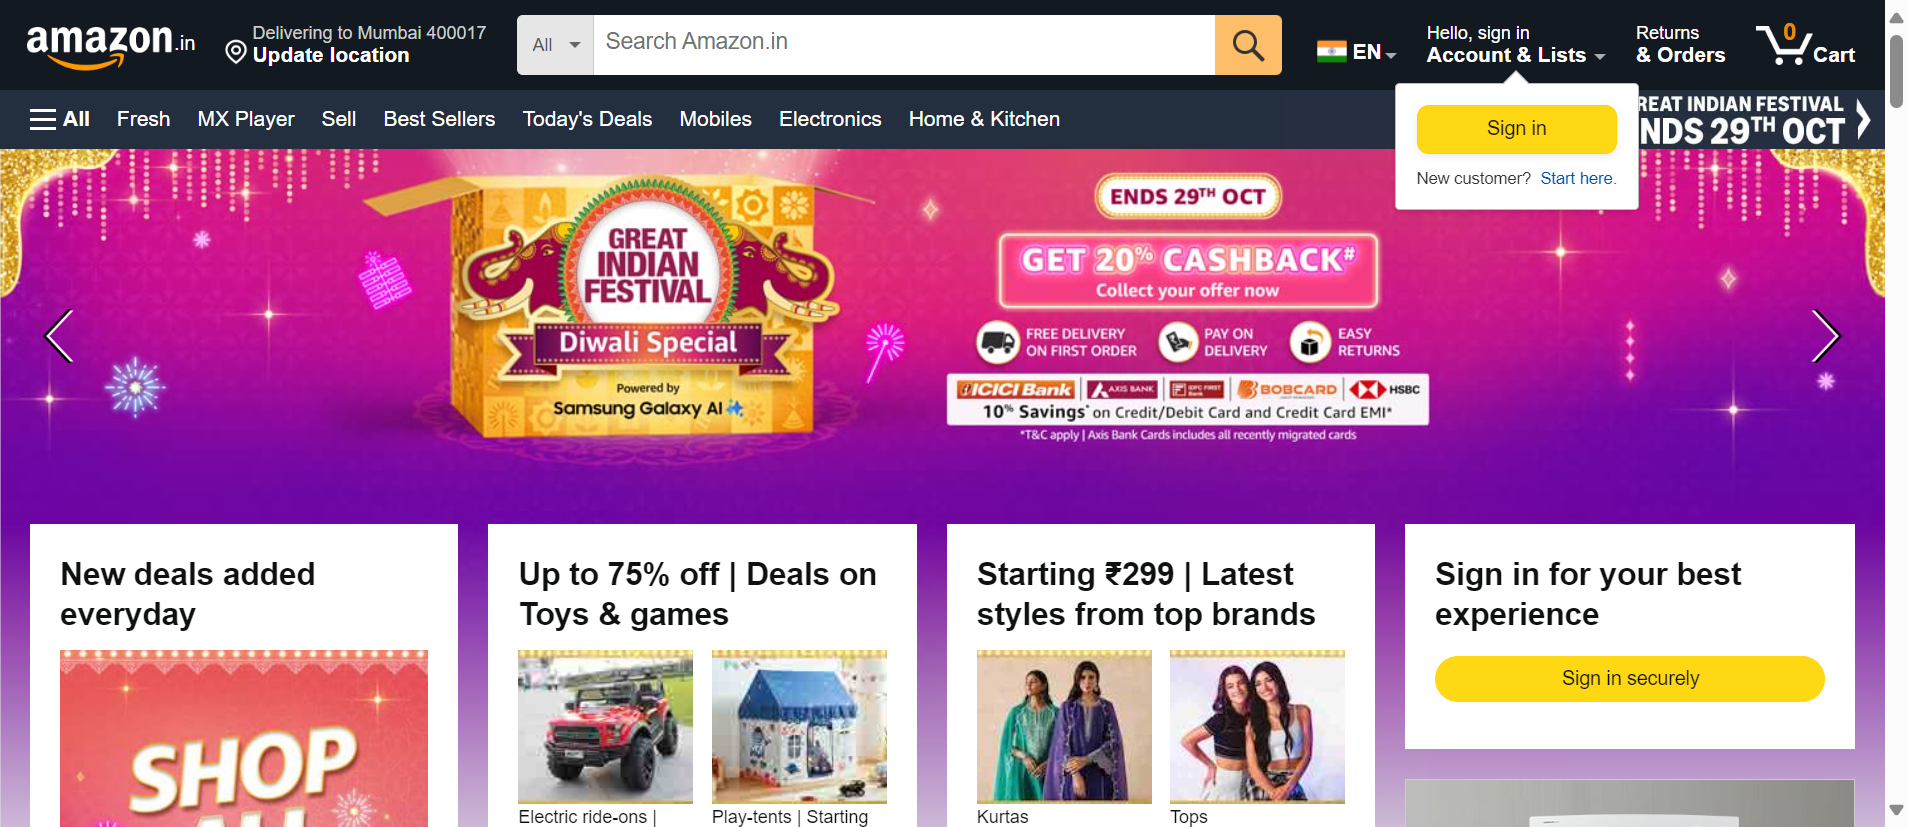 amazon.in
Delivering to Mumbai 400017
Update location
All
Search Amazon.in
EN
Hello, sign in
Account & Lists
Returns
& Orders
0
Cart
All
Fresh
MX Player
Sell
Best Sellers
Today's Deals
Mobiles
Electronics
Home & Kitchen
REAT INDIAN FESTIVAL
NDS 29TH OCT
Sign in
New customer? Start here.
GREAT
INDIAN
FESTIVAL
Diwali Special
Powered by
Samsung Galaxy AI
ENDS 29TH OCT
GET 20% CASHBACK#
Collect your offer now
FREE DELIVERY
ON FIRST ORDER
PAY ON
DELIVERY
EASY
RETURNS
ICICI Bank
AXIS BANK
IDFC FIRST
Bank
BOBCARD
HSBC
10% Savings* on Credit/Debit Card and Credit Card EMI*
*T&C apply | Axis Bank Cards includes all recently migrated cards
New deals added
everyday
SHOP
ALL
Up to 75% off | Deals on
Toys & games
Electric ride-ons |
Play-tents | Starting
Starting ₹299 | Latest
styles from top brands
Kurtas
Tops
Sign in for your best
experience
Sign in securely